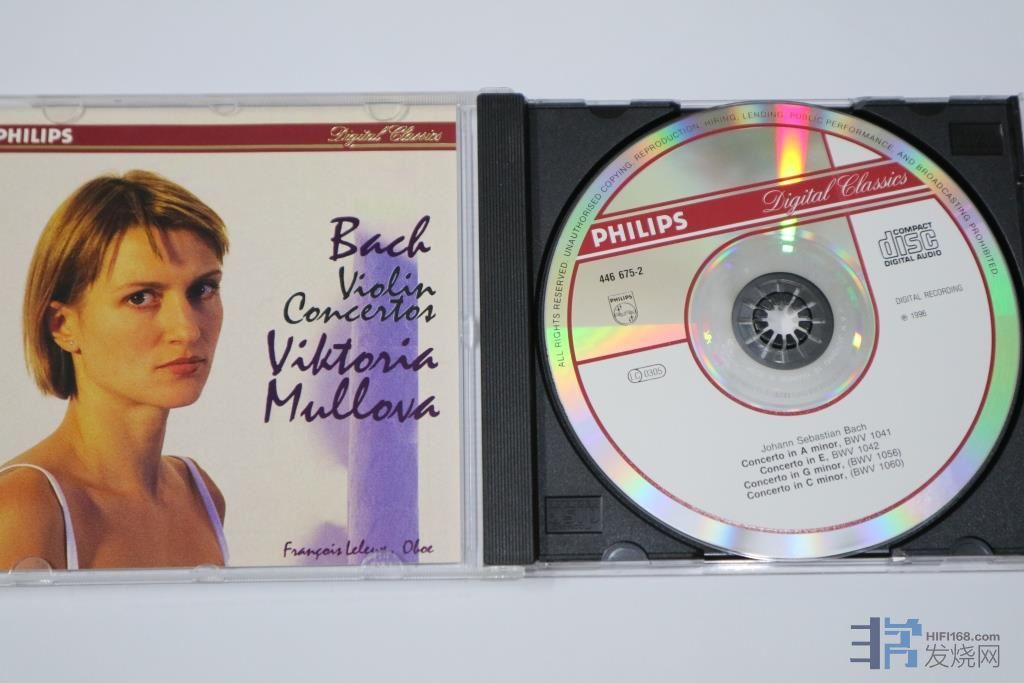 PHILIPS
Digital Classics
Bach
Violin
Concertos
Viktoria
Mullova
François Leleux, Oboe
ALL RIGHTS RESERVED. UNAUTHORISED COPYING, REPRODUCTION, HIRING, LENDING, PUBLIC PERFORMANCE, AND BROADCASTING PROHIBITED.
PHILIPS
Digital Classics
446 675-2
PHILIPS
COMPACT
disc
DIGITAL AUDIO
DIGITAL RECORDING
℗ 1996
LC 0305
Johann Sebastian Bach
Concerto in A minor, BWV 1041
Concerto in E, BWV 1042
Concerto in G minor, (BWV 1056)
Concerto in C minor, (BWV 1060)
HIFI168.com
发烧网